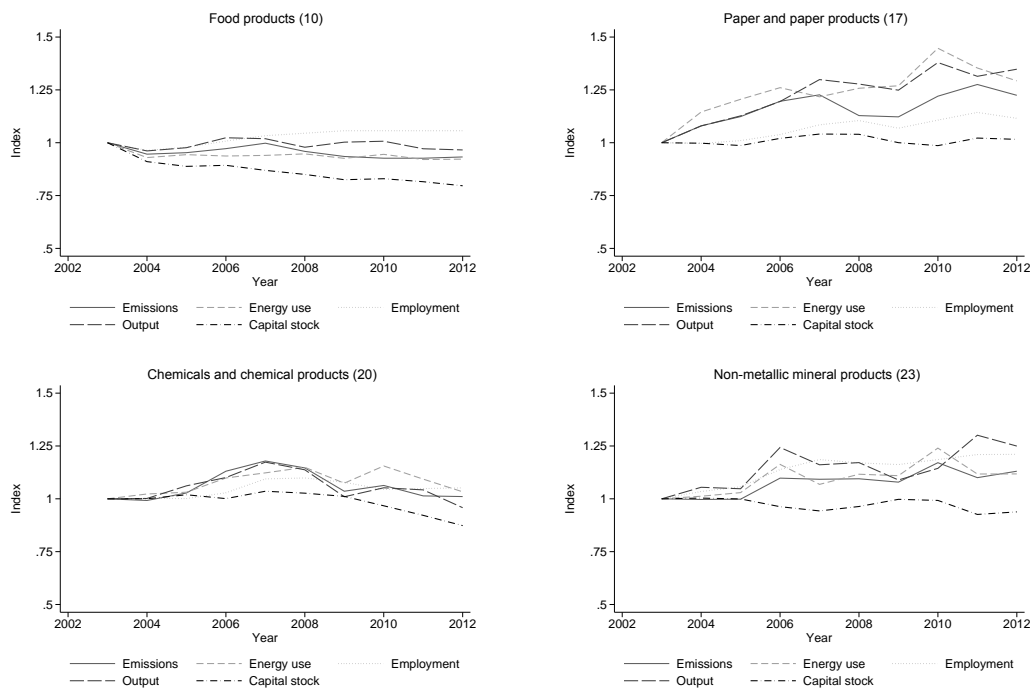 Food products (10)
1.5
1.25
1
.75
.5
Index
2002 2004 2006 2008 2010 2012
Year
Emissions Energy use Employment
Output Capital stock
Paper and paper products (17)
1.5
1.25
1
.75
.5
Index
2002 2004 2006 2008 2010 2012
Year
Emissions Energy use Employment
Output Capital stock
Chemicals and chemical products (20)
1.5
1.25
1
.75
.5
Index
2002 2004 2006 2008 2010 2012
Year
Emissions Energy use Employment
Output Capital stock
Non-metallic mineral products (23)
1.5
1.25
1
.75
.5
Index
2002 2004 2006 2008 2010 2012
Year
Emissions Energy use Employment
Output Capital stock